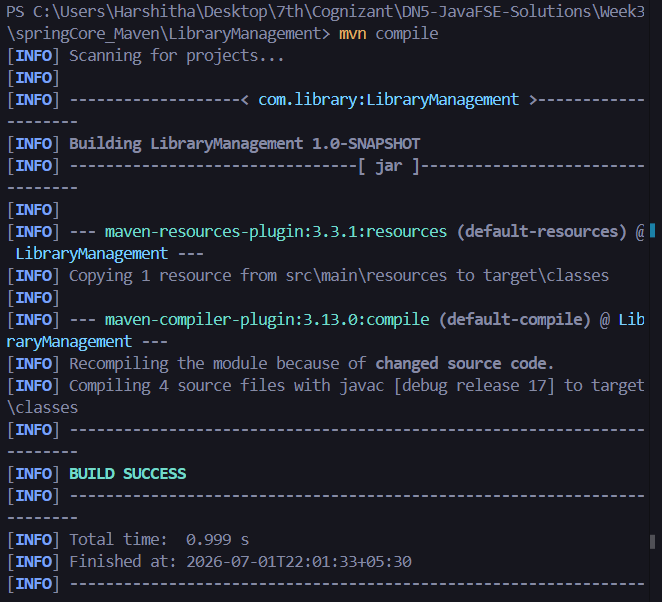 PS C:\Users\Harshitha\Desktop\7th\Cognizant\DN5-JavaFSE-Solutions\Week3
\springCore_Maven\LibraryManagement> mvn compile
[INFO] Scanning for projects...
[INFO]
[INFO] -------------------< com.library:LibraryManagement >------------
--------
[INFO] Building LibraryManagement 1.0-SNAPSHOT
[INFO] --------------------------------[ jar ]-------------------------
--------
[INFO]
[INFO] --- maven-resources-plugin:3.3.1:resources (default-resources) @
 LibraryManagement ---
[INFO] Copying 1 resource from src\main\resources to target\classes
[INFO]
[INFO] --- maven-compiler-plugin:3.13.0:compile (default-compile) @ Lib
raryManagement ---
[INFO] Recompiling the module because of changed source code.
[INFO] Compiling 4 source files with javac [debug release 17] to target
\classes
[INFO] ----------------------------------------------------------------
--------
[INFO] BUILD SUCCESS
[INFO] ----------------------------------------------------------------
--------
[INFO] Total time:  0.999 s
[INFO] Finished at: 2026-07-01T22:01:33+05:30
[INFO] ----------------------------------------------------------------